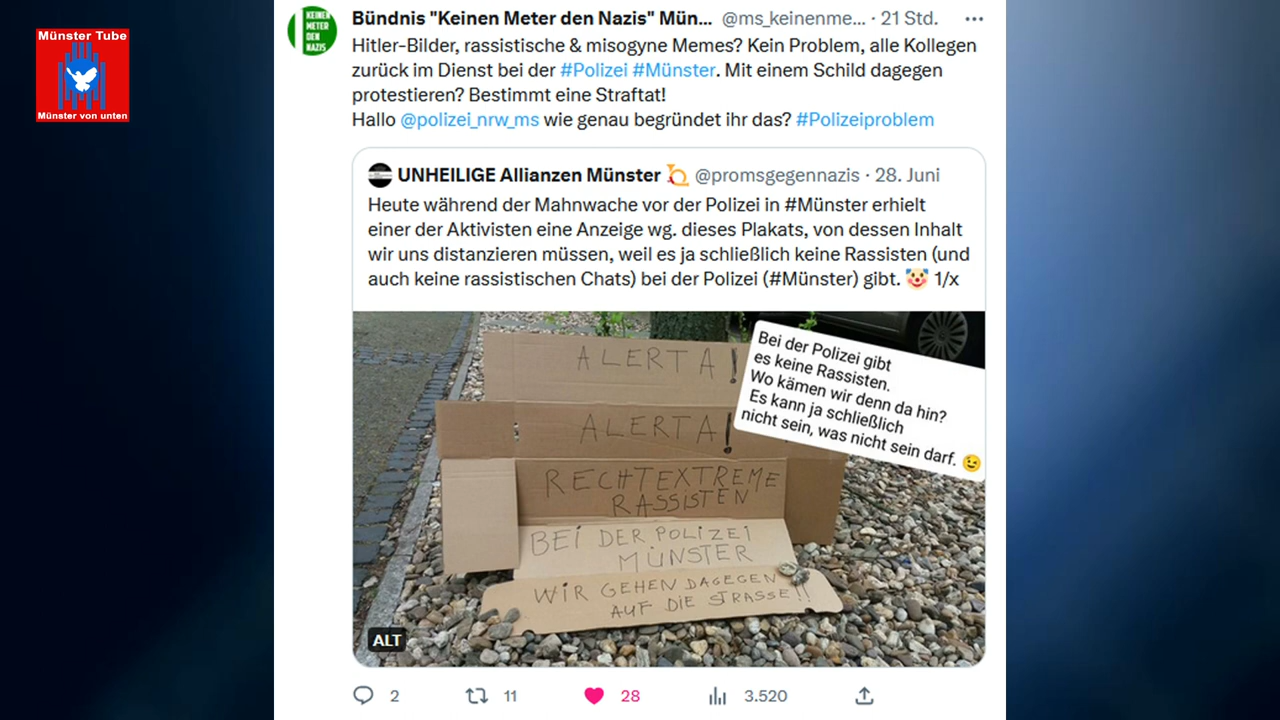 Münster Tube
Münster von unten
KEINEN
METER
DEN
NAZIS
Bündnis "Keinen Meter den Nazis" Mün... @ms_keinenme... · 21 Std. ···
Hitler-Bilder, rassistische & misogyne Memes? Kein Problem, alle Kollegen
zurück im Dienst bei der #Polizei #Münster. Mit einem Schild dagegen
protestieren? Bestimmt eine Straftat!
Hallo @polizei_nrw_ms wie genau begründet ihr das? #Polizeiproblem
UNHEILIGE Allianzen Münster 📯 @promsgegennazis · 28. Juni
Heute während der Mahnwache vor der Polizei in #Münster erhielt
einer der Aktivisten eine Anzeige wg. dieses Plakats, von dessen Inhalt
wir uns distanzieren müssen, weil es ja schließlich keine Rassisten (und
auch keine rassistischen Chats) bei der Polizei (#Münster) gibt. 🤡 1/x
ALERTA!
ALERTA!
RECHTEXTREME
RASSISTEN
BEI DER POLIZEI
MÜNSTER
WIR GEHEN DAGEGEN
AUF DIE STRASSE!!
Bei der Polizei gibt
es keine Rassisten.
Wo kämen wir denn da hin?
Es kann ja schließlich
nicht sein, was nicht sein darf. 😉
ALT
2 11 28 3.520